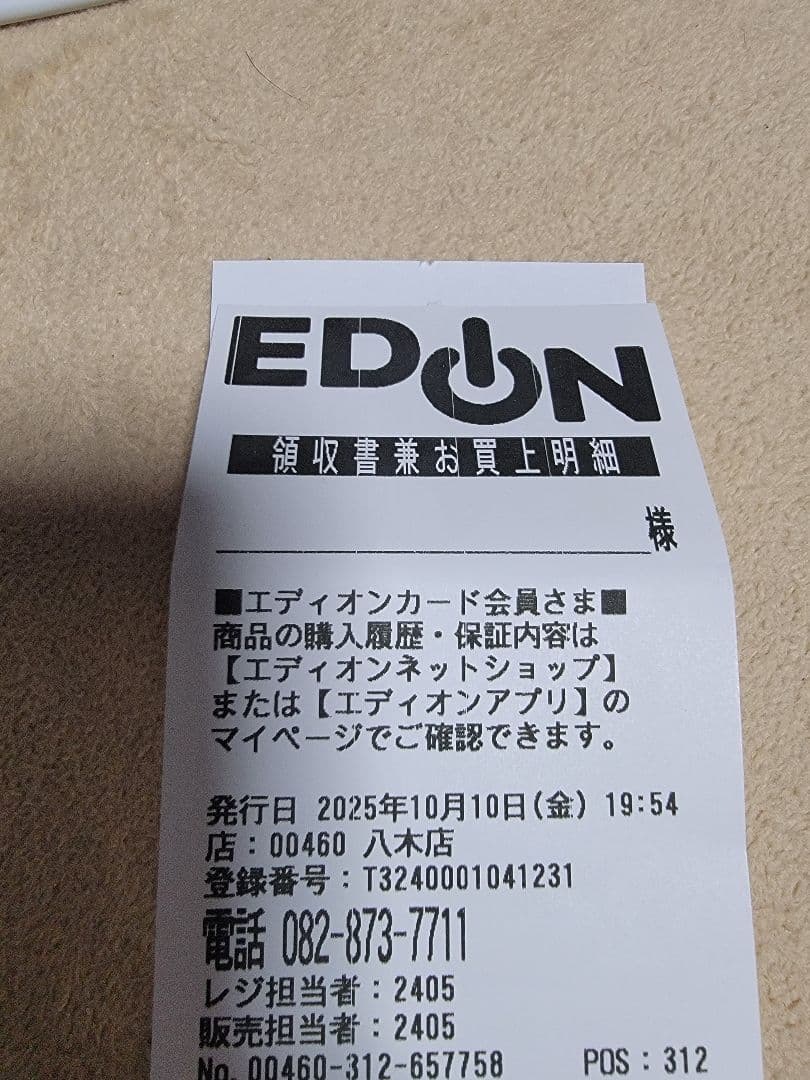 EDION
領収書兼お買上明細
様
■エディオンカード会員さま■
商品の購入履歴・保証内容は
【エディオンネットショップ】
または【エディオンアプリ】の
マイページでご確認できます。
発行日 2025年10月10日(金) 19:54
店：00460 八木店
登録番号：T3240001041231
電話 082-873-7711
レジ担当者：2405
販売担当者：2405
No.00460-312-657758 POS：312